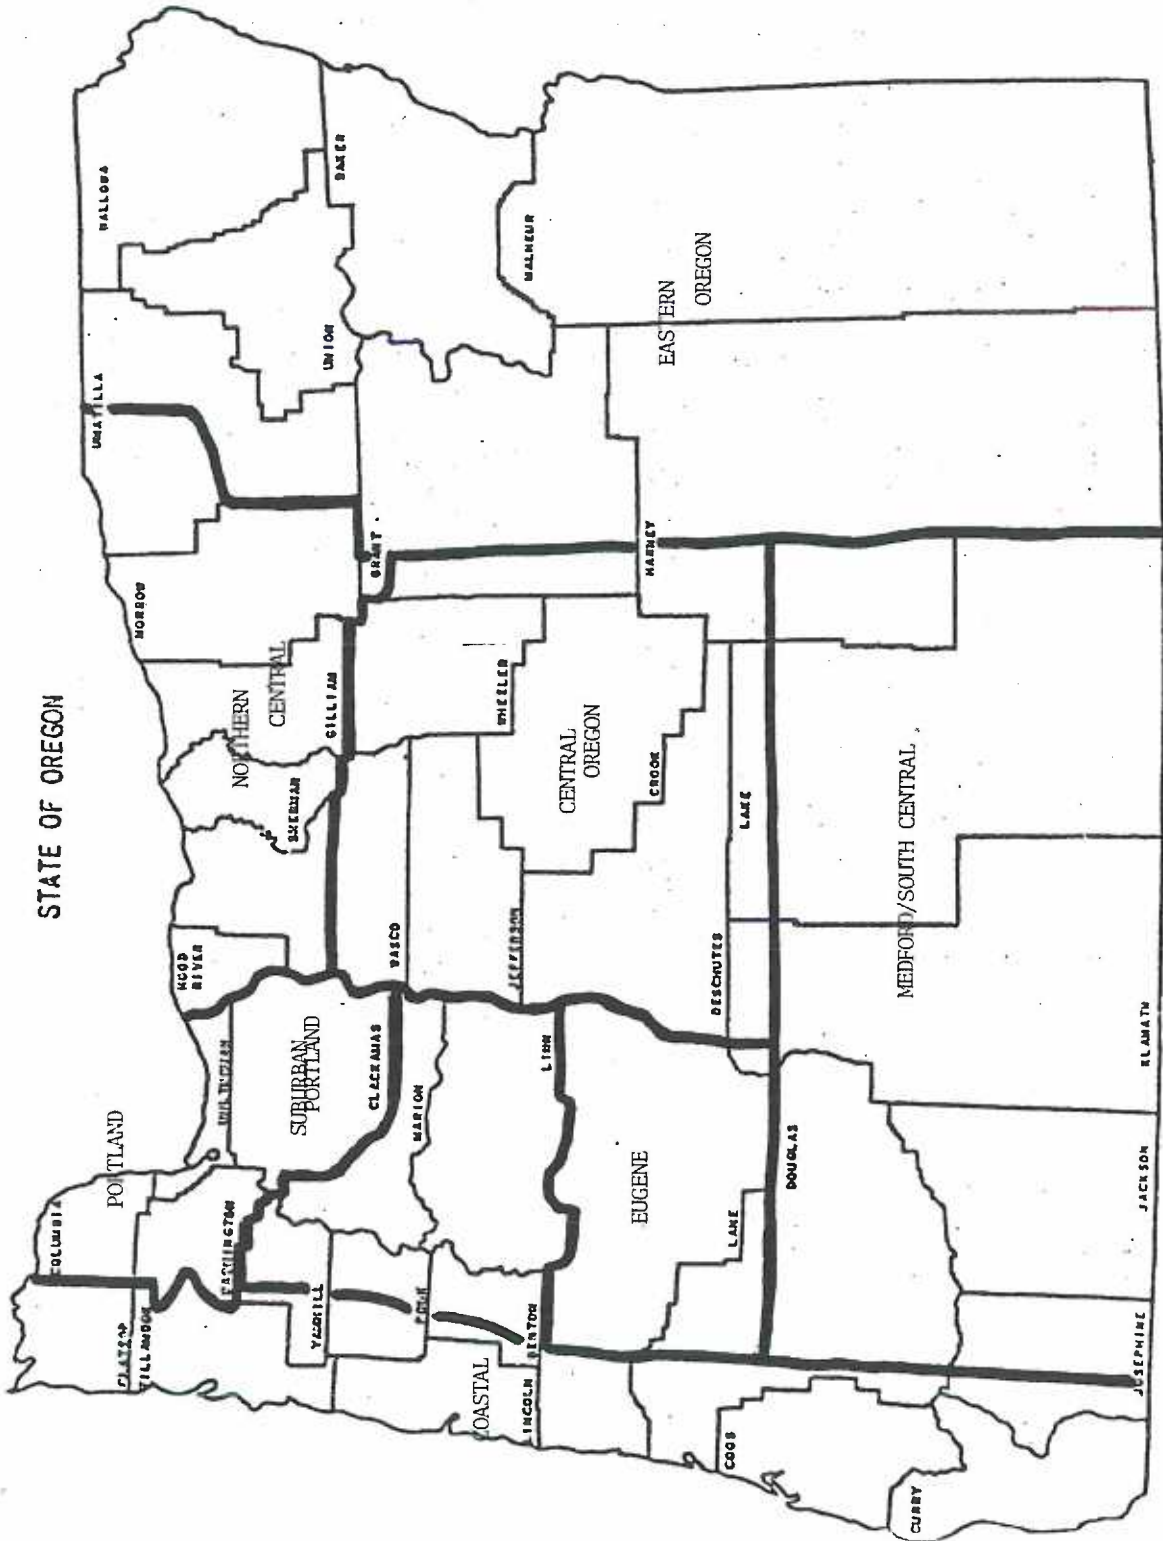 STATE OF OREGON
COLUMBIA
PORTLAND
CLATSOP
TILLAMOOK
WASHINGTON
MULTNOMAH
HOOD
RIVER
SUBURBAN
PORTLAND
CLACKAMAS
YAMHILL
POLK
MARION
COASTAL
LINCOLN
BENTON
LINN
WASCO
JEFFERSON
SHERMAN
NORTHERN
CENTRAL
GILLIAM
MORROW
UMATILLA
WALLOWA
UNION
BAKER
GRANT
WHEELER
CENTRAL
OREGON
CROOK
DESCHUTES
EUGENE
LANE
LAKE
HARNEY
MALHEUR
EASTERN
OREGON
DOUGLAS
COOS
CURRY
JOSEPHINE
JACKSON
KLAMATH
MEDFORD/SOUTH CENTRAL